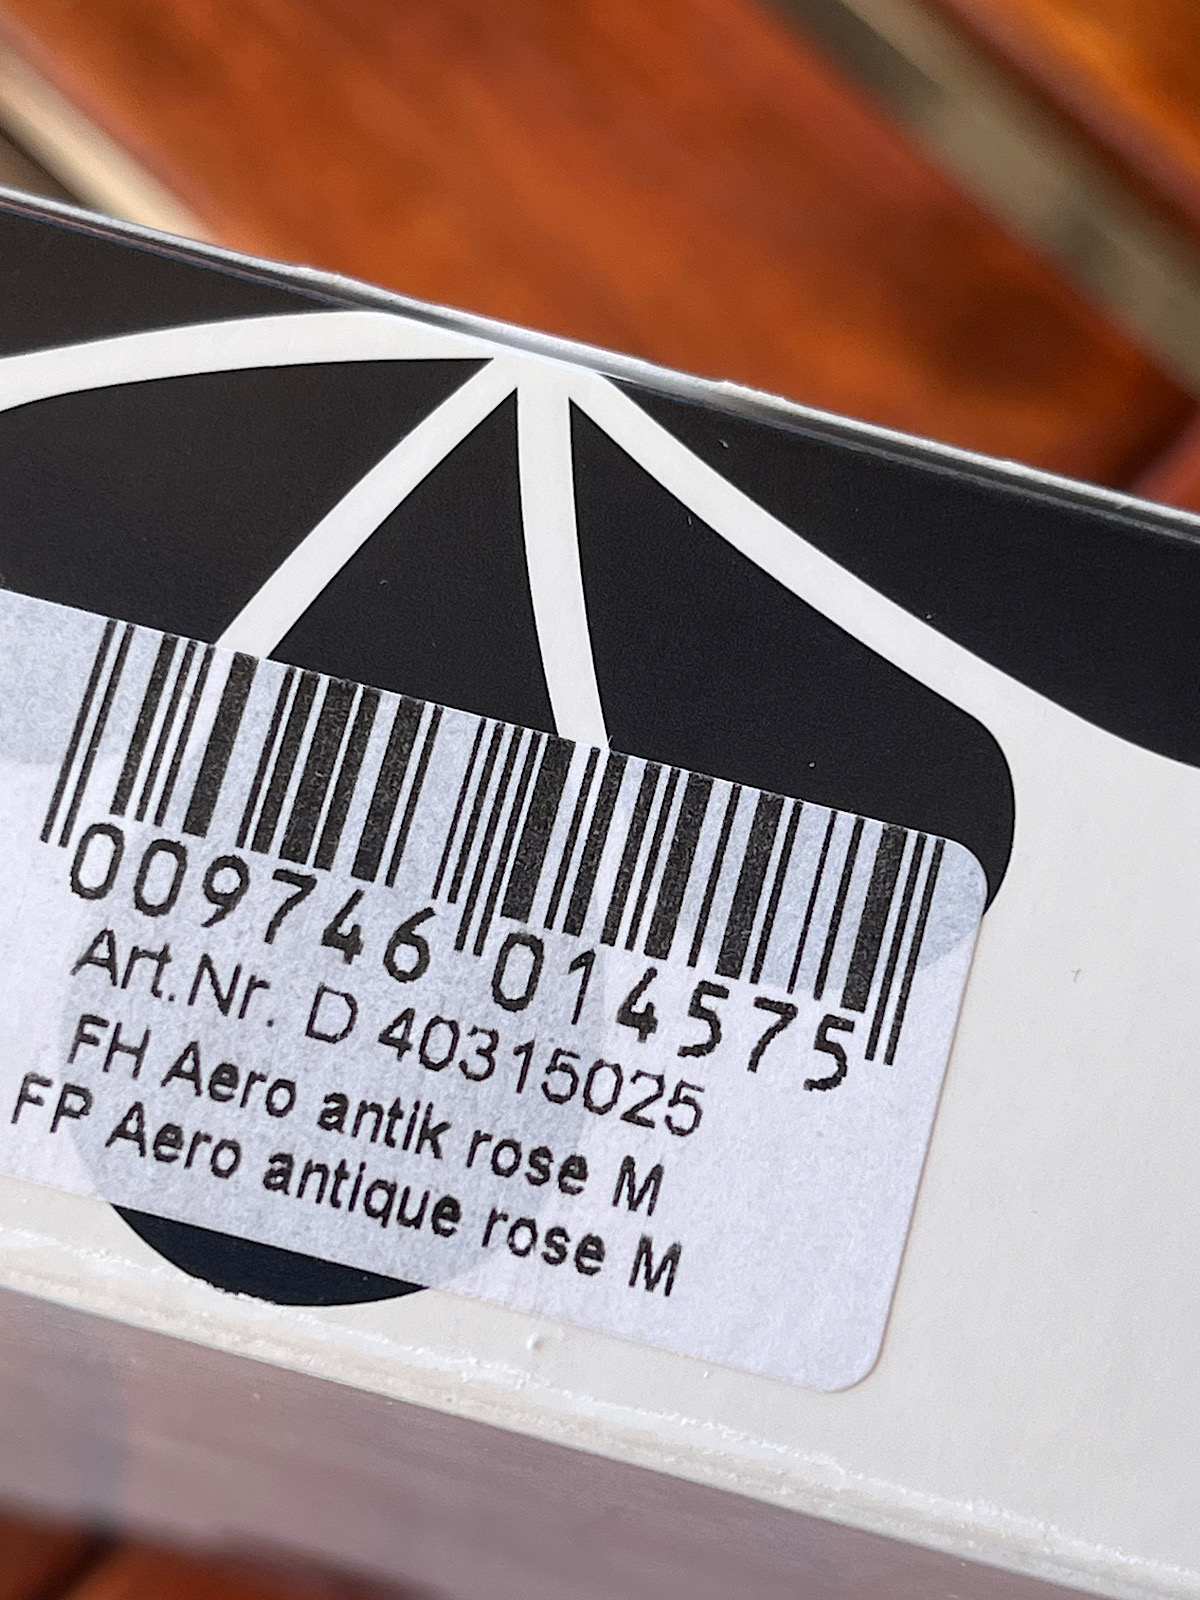 009746 014575
Art.Nr. D 40315025
FH Aero antik rose M
FP Aero antique rose M